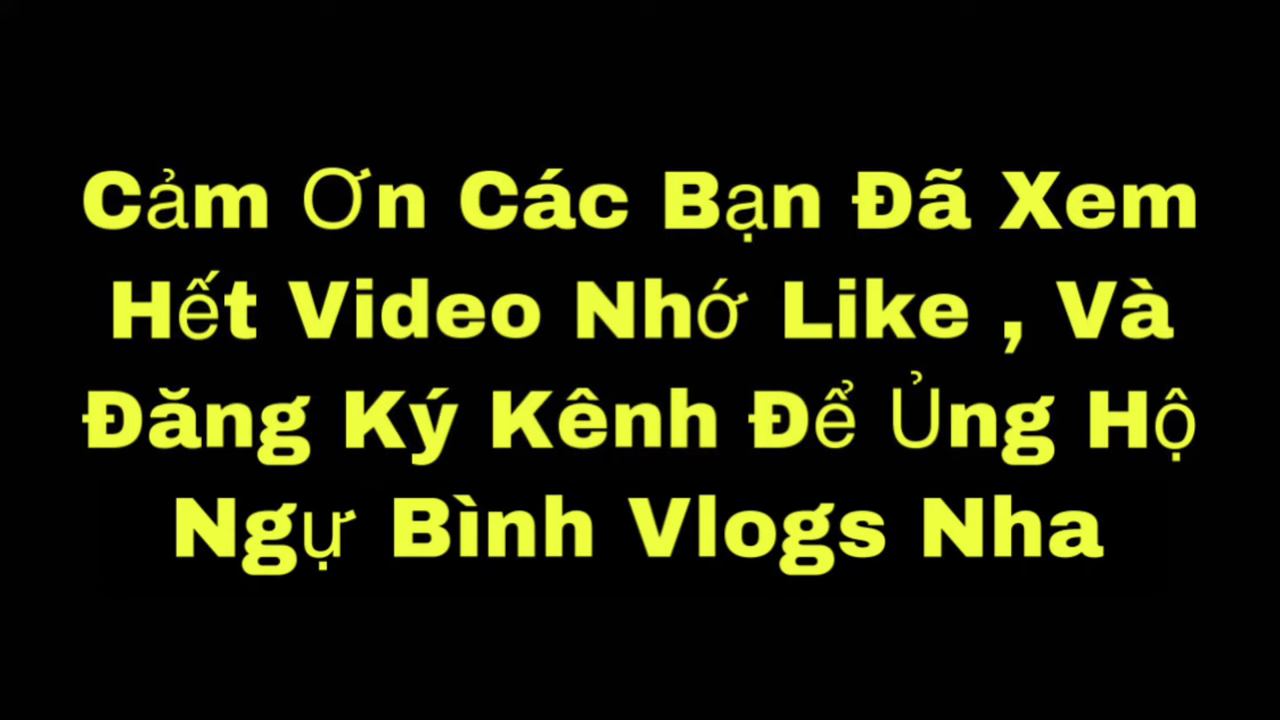 Cảm Ơn Các Bạn Đã Xem
Hết Video Nhớ Like , Và
Đăng Ký Kênh Để Ủng Hộ
Ngự Bình Vlogs Nha